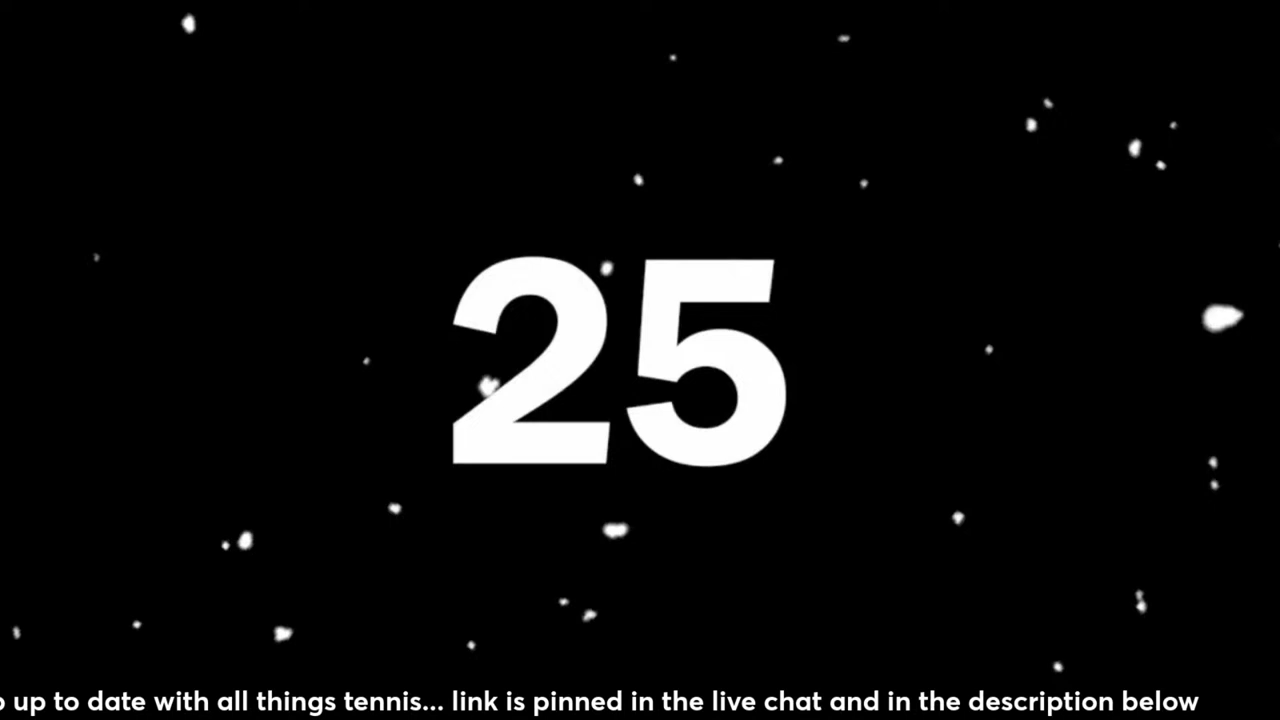 25
up to date with all things tennis... link is pinned in the live chat and in the description below